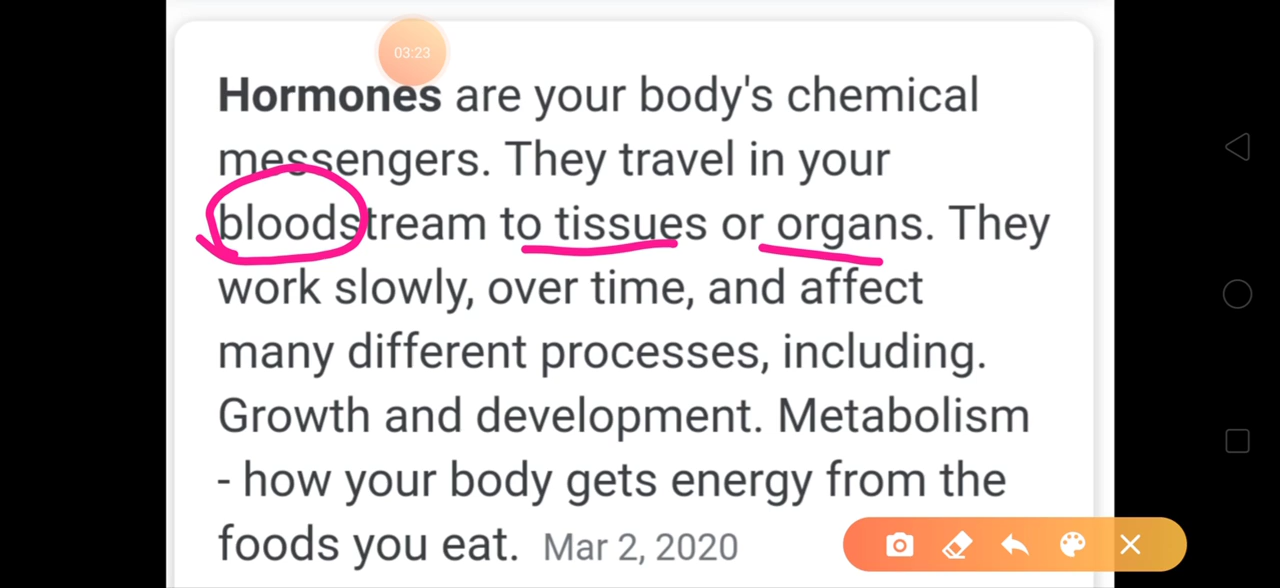 03:23
Hormones are your body's chemical
messengers. They travel in your
bloodstream to tissues or organs. They
work slowly, over time, and affect
many different processes, including.
Growth and development. Metabolism
- how your body gets energy from the
foods you eat. Mar 2, 2020